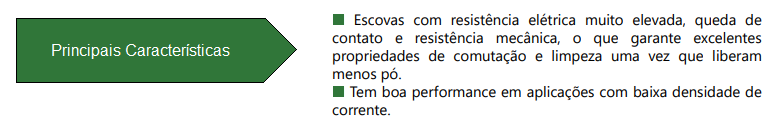 Principais Características
■ Escovas com resistência elétrica muito elevada, queda de
contato e resistência mecânica, o que garante excelentes
propriedades de comutação e limpeza uma vez que liberam
menos pó.
■ Tem boa performance em aplicações com baixa densidade de
corrente.